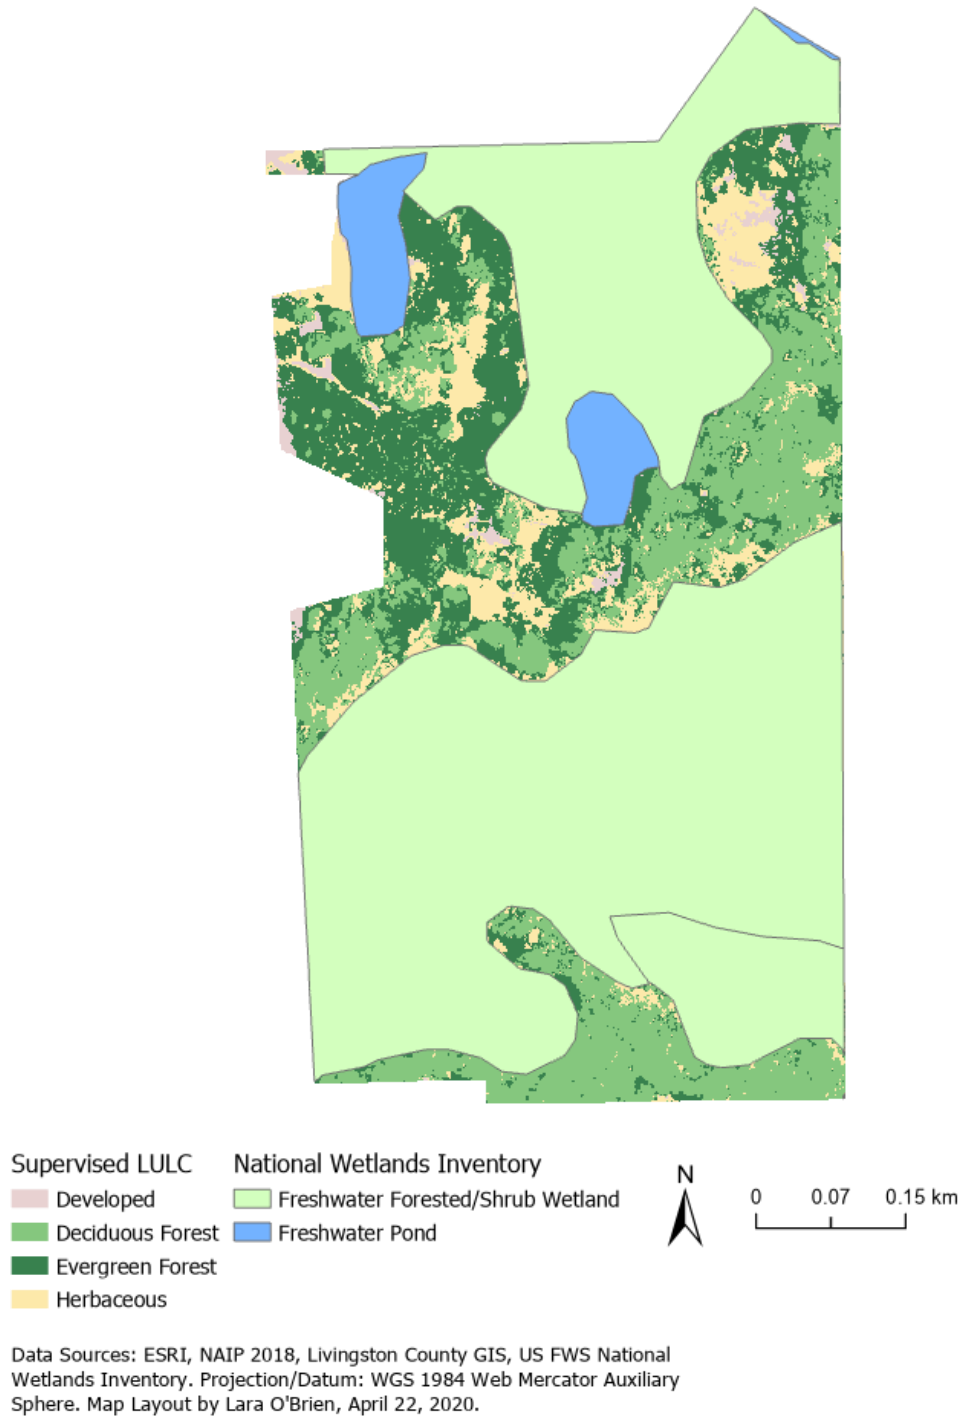 Supervised LULC
Developed
Deciduous Forest
Evergreen Forest
Herbaceous
National Wetlands Inventory
Freshwater Forested/Shrub Wetland
Freshwater Pond
N
0 0.07 0.15 km
Data Sources: ESRI, NAIP 2018, Livingston County GIS, US FWS National
Wetlands Inventory. Projection/Datum: WGS 1984 Web Mercator Auxiliary
Sphere. Map Layout by Lara O'Brien, April 22, 2020.